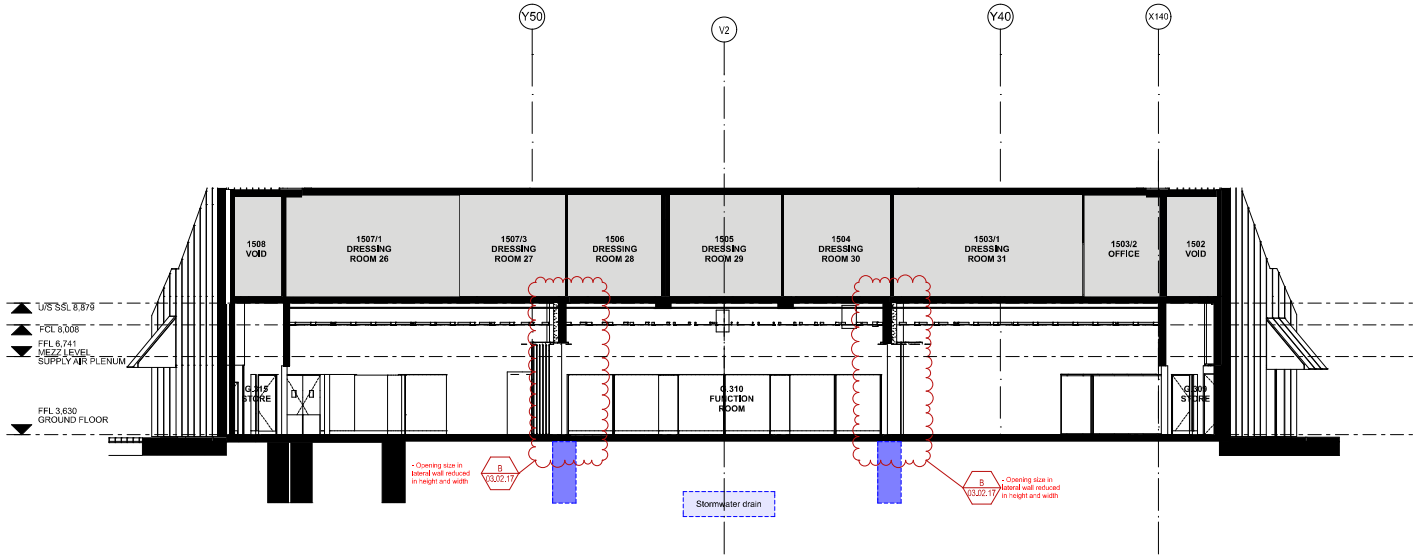 Y50
V2
Y40
X140
1508
VOID
1507/1
DRESSING
ROOM 26
1507/3
DRESSING
ROOM 27
1506
DRESSING
ROOM 28
1505
DRESSING
ROOM 29
1504
DRESSING
ROOM 30
1503/1
DRESSING
ROOM 31
1503/2
OFFICE
1502
VOID
U/S SSL 8,879
FCL 8,008
FFL 6,741
MEZZ LEVEL
SUPPLY AIR PLENUM
FFL 3,630
GROUND FLOOR
G.315
STORE
G.310
FUNCTION
ROOM
G.309
STORE
- Opening size in
lateral wall reduced
in height and width
B
03.02.17
Stormwater drain
B
03.02.17
- Opening size in
lateral wall reduced
in height and width